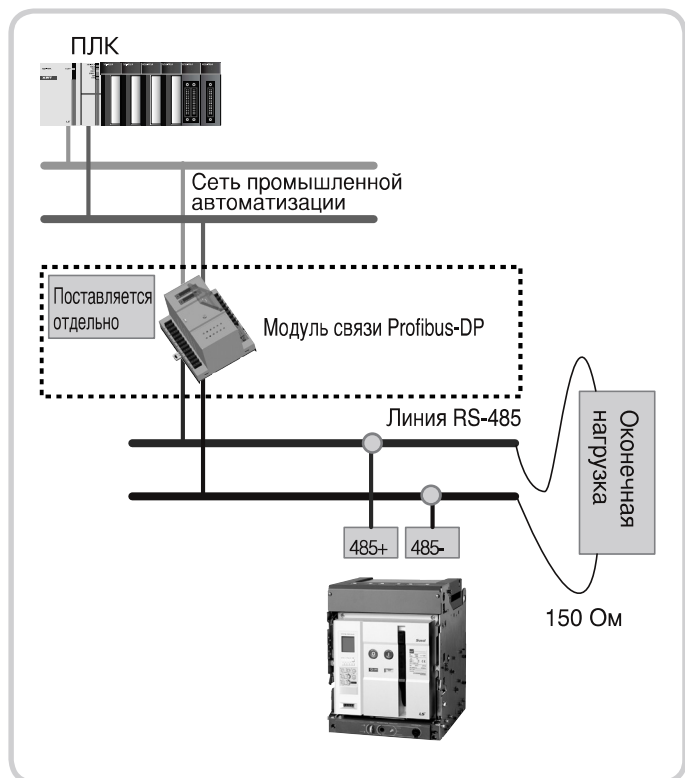 ПЛК
Сеть промышленной
автоматизации
Поставляется
отдельно
Модуль связи Profibus-DP
Линия RS-485
Оконечная
нагрузка
485+
485-
150 Ом